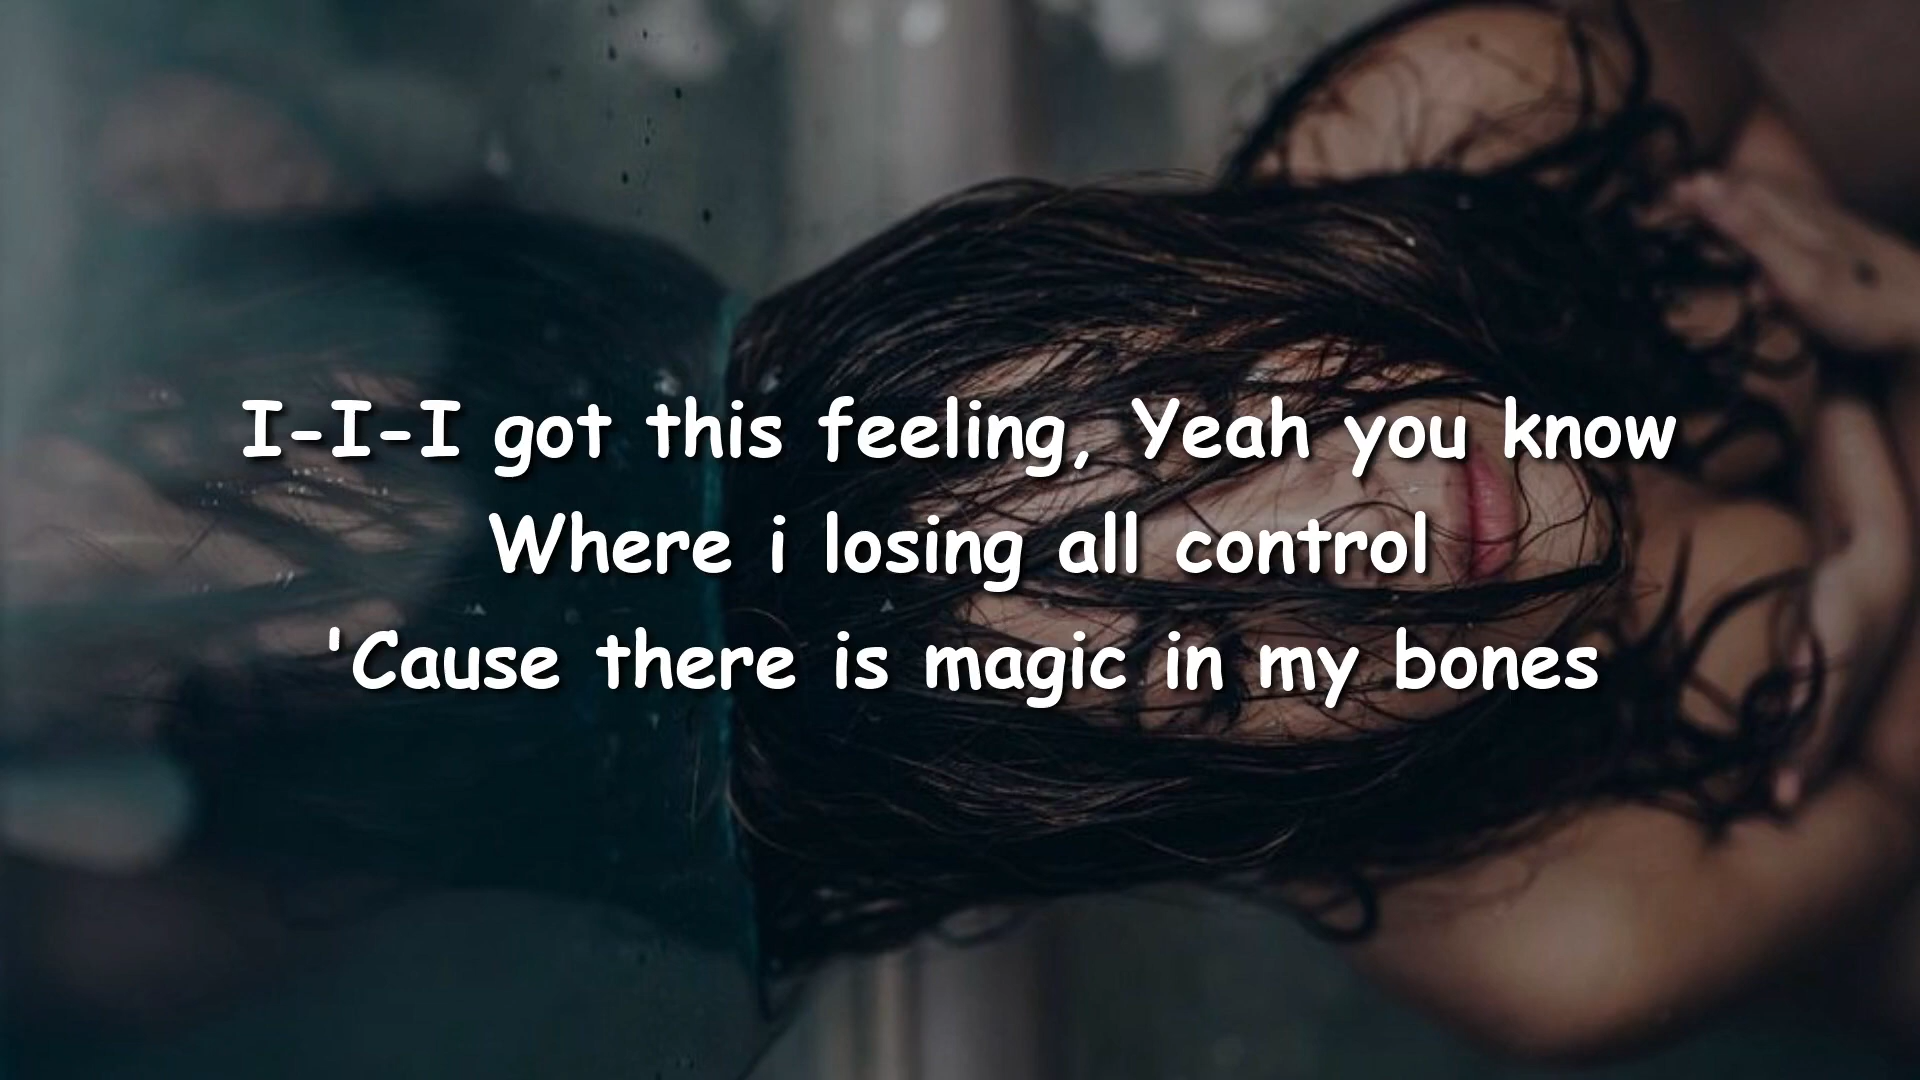 I-I-I got this feeling, Yeah you know
Where i losing all control
'Cause there is magic in my bones